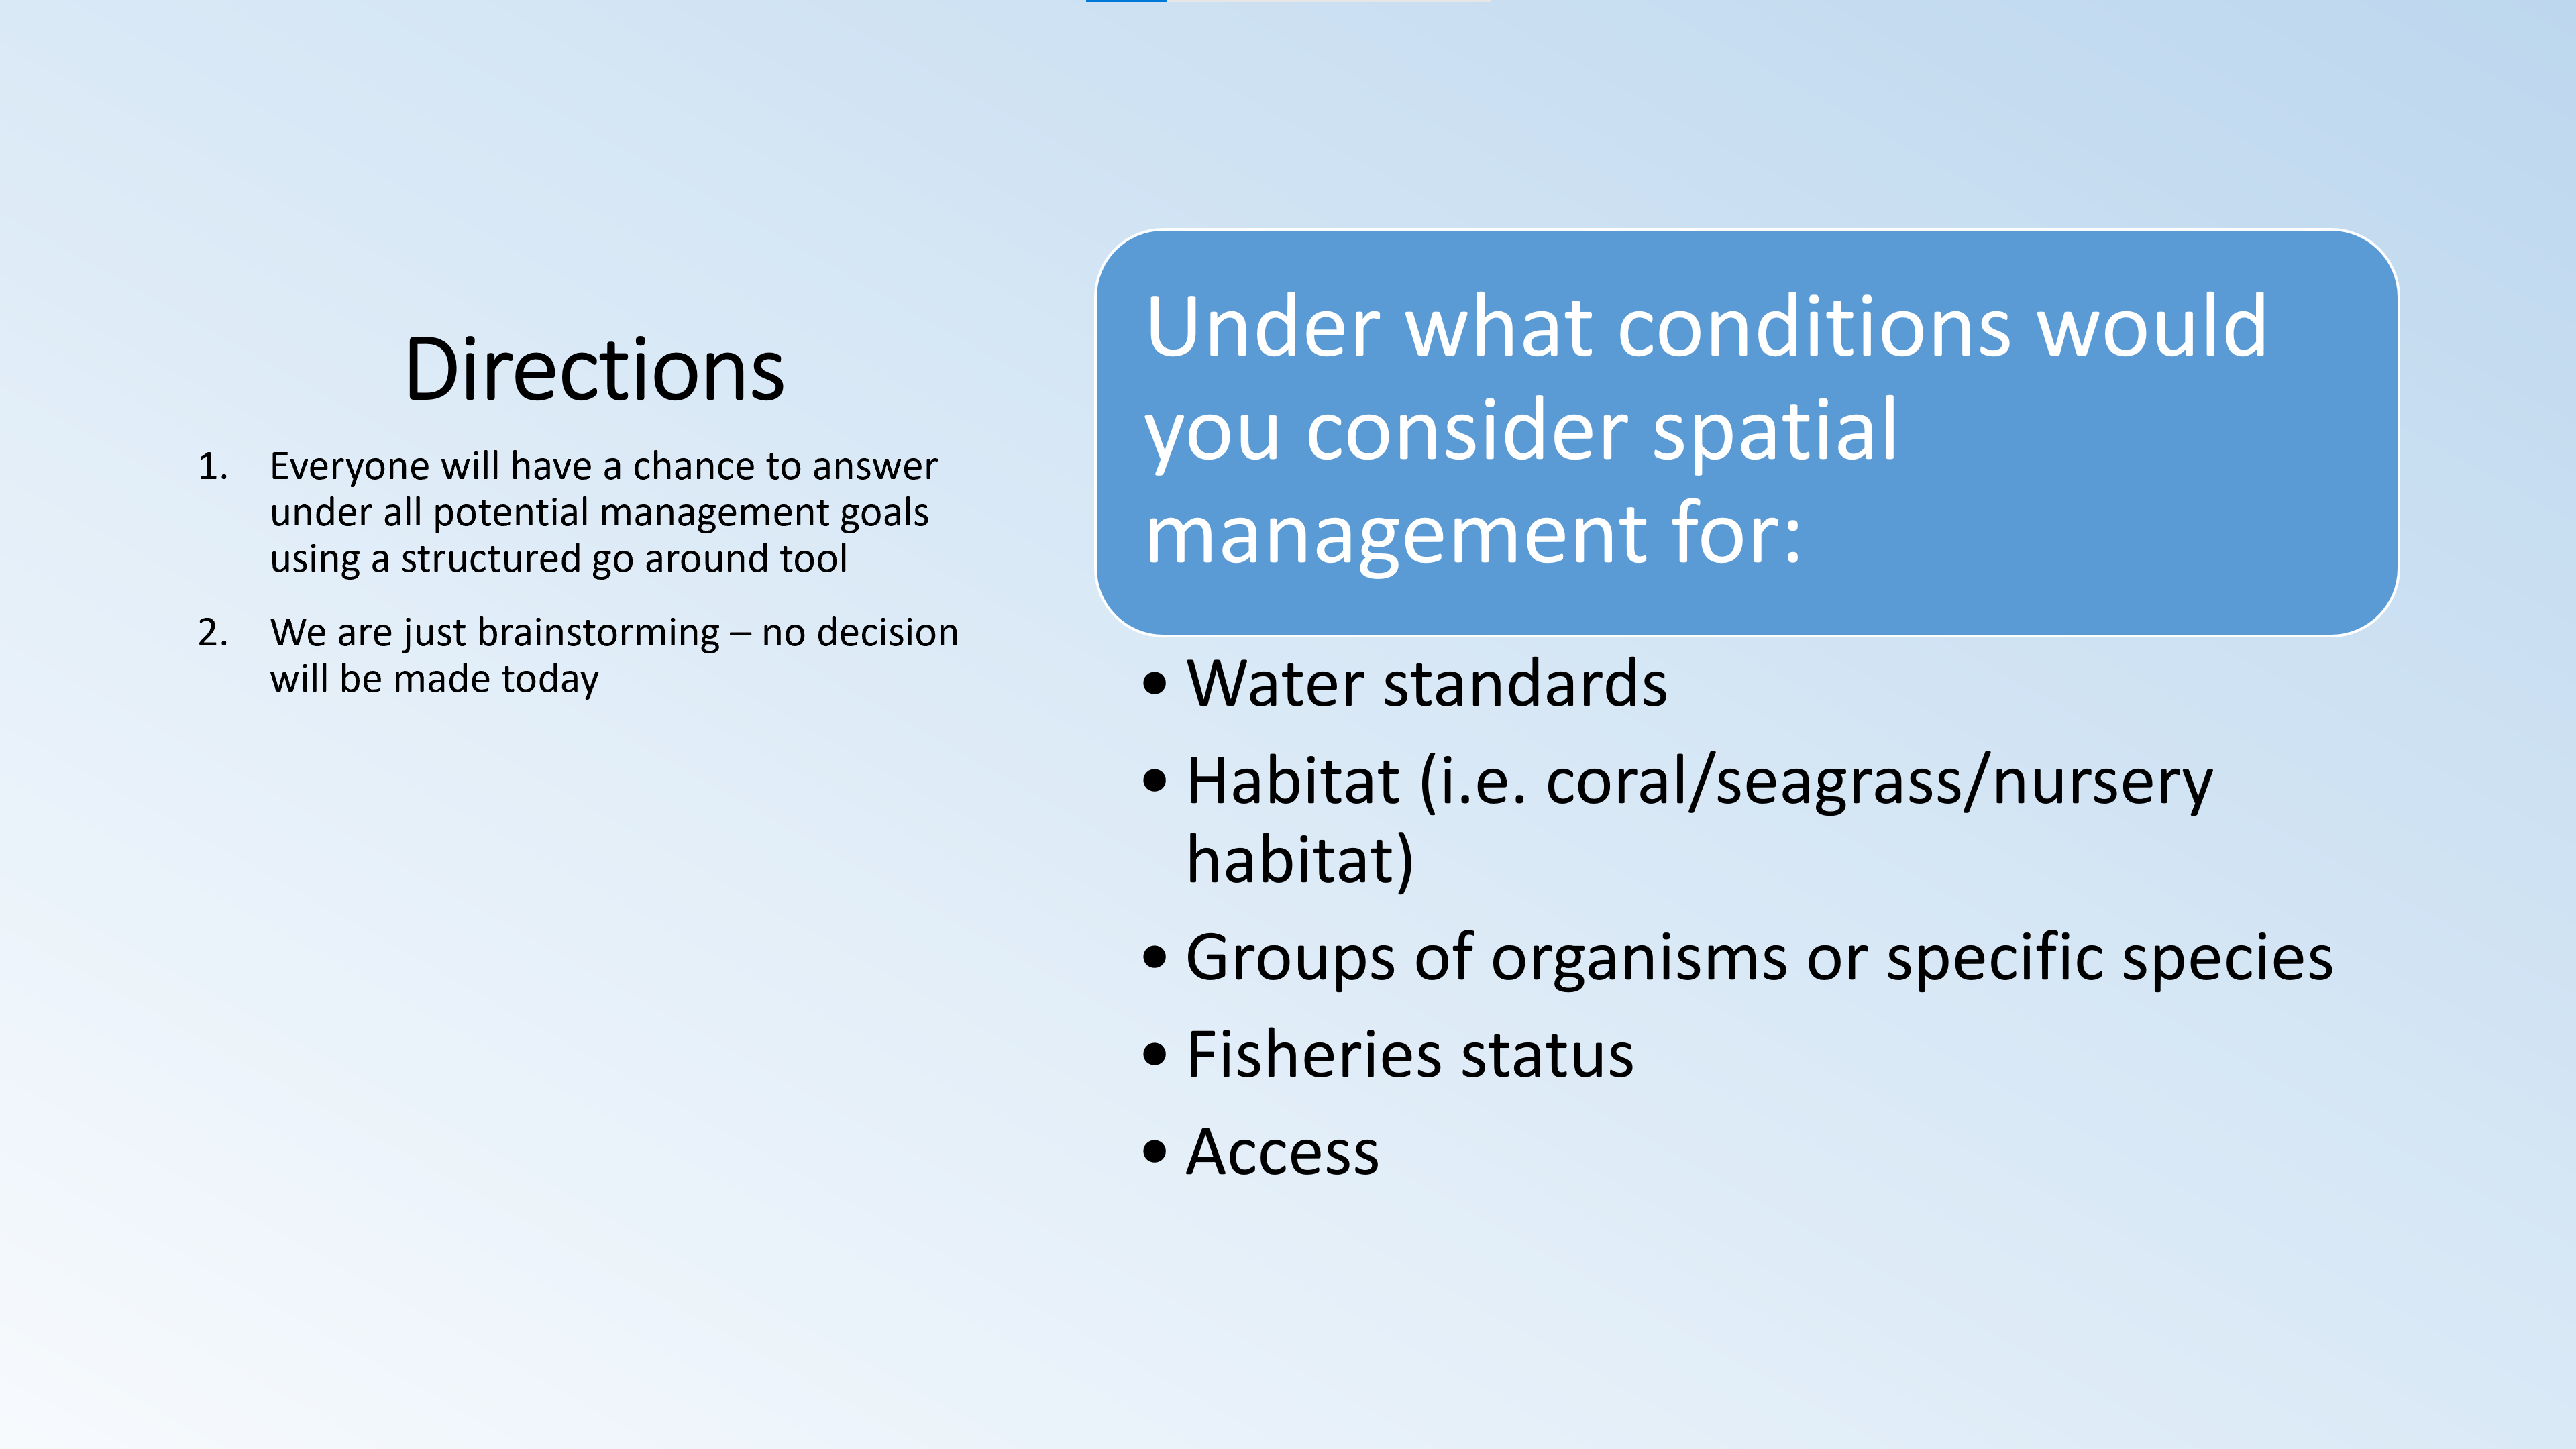 Directions
1. Everyone will have a chance to answer
under all potential management goals
using a structured go around tool
2. We are just brainstorming – no decision
will be made today
Under what conditions would
you consider spatial
management for:
• Water standards
• Habitat (i.e. coral/seagrass/nursery
habitat)
• Groups of organisms or specific species
• Fisheries status
• Access